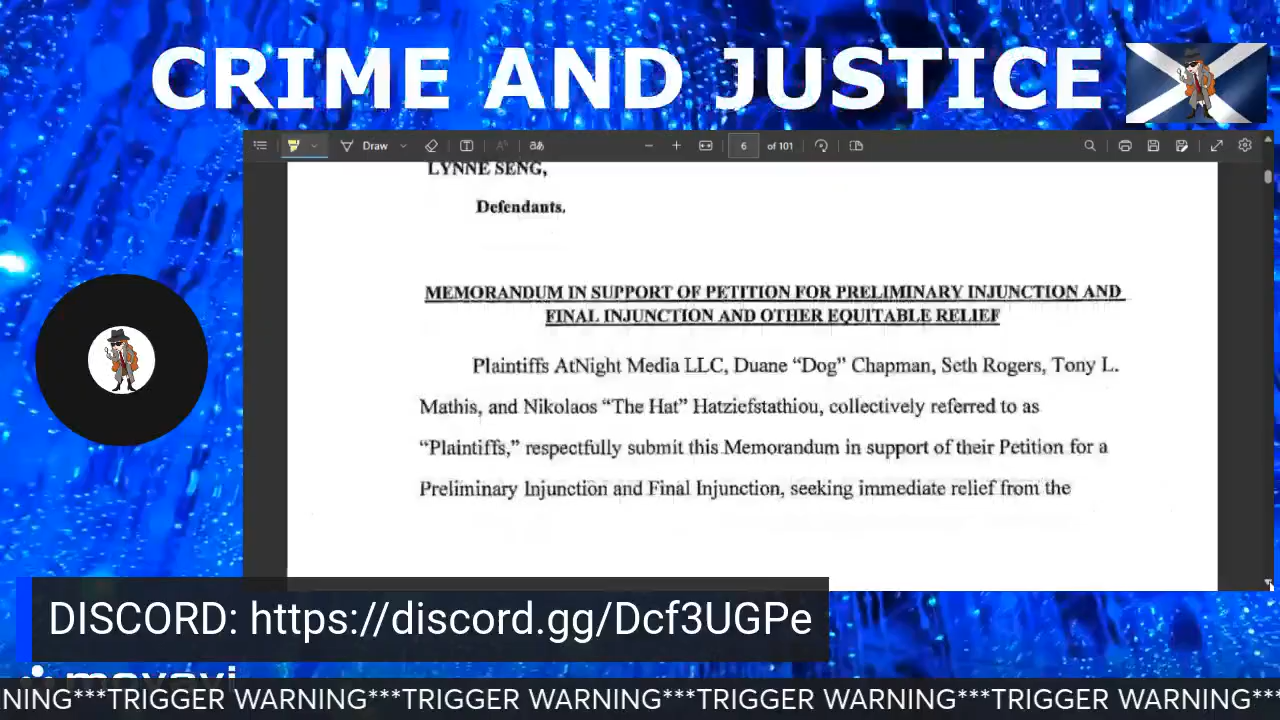 CRIME AND JUSTICE
Draw
6 of 101
LYNNE SENG,
Defendants.
MEMORANDUM IN SUPPORT OF PETITION FOR PRELIMINARY INJUNCTION AND
FINAL INJUNCTION AND OTHER EQUITABLE RELIEF
Plaintiffs AtNight Media LLC, Duane “Dog” Chapman, Seth Rogers, Tony L.
Mathis, and Nikolaos “The Hat” Hatziefstathiou, collectively referred to as
“Plaintiffs,” respectfully submit this Memorandum in support of their Petition for a
Preliminary Injunction and Final Injunction, seeking immediate relief from the
DISCORD: https://discord.gg/Dcf3UGPe
movavi
NING***TRIGGER WARNING***TRIGGER WARNING***TRIGGER WARNING***TRIGGER WARNING***